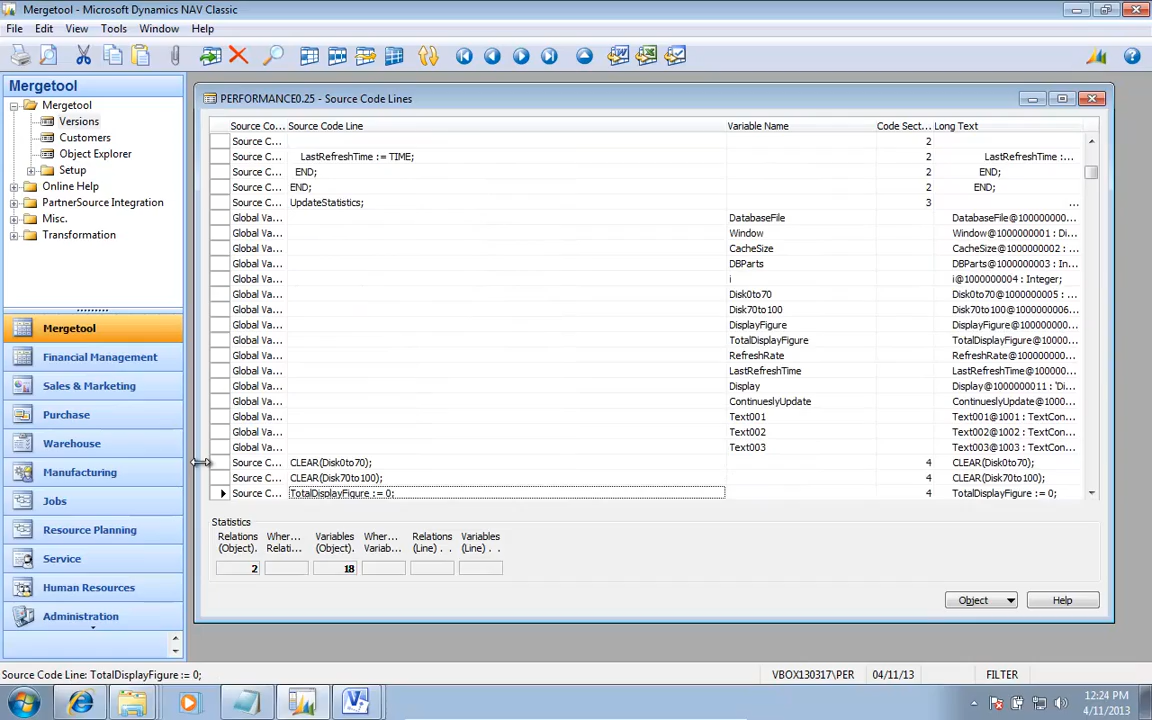 Mergetool - Microsoft Dynamics NAV Classic
File Edit View Tools Window Help
Mergetool
Mergetool
Versions
Customers
Object Explorer
Setup
Online Help
PartnerSource Integration
Misc.
Transformation
Mergetool
Financial Management
Sales & Marketing
Purchase
Warehouse
Manufacturing
Jobs
Resource Planning
Service
Human Resources
Administration
PERFORMANCE0.25 - Source Code Lines
Source Co... Source Code Line Variable Name Code Sect... Long Text
Source C... 2
Source C... LastRefreshTime := TIME; 2 LastRefreshTime :...
Source C... END; 2 END;
Source C... END; 2 END;
Source C... UpdateStatistics; 3 ...
Global Va... DatabaseFile DatabaseFile@100000000...
Global Va... Window Window@1000000001 : Di...
Global Va... CacheSize CacheSize@1000000002 : ...
Global Va... DBParts DBParts@1000000003 : In...
Global Va... i i@1000000004 : Integer;
Global Va... Disk0to70 Disk0to70@1000000005 : ...
Global Va... Disk70to100 Disk70to100@1000000006...
Global Va... DisplayFigure DisplayFigure@100000000...
Global Va... TotalDisplayFigure TotalDisplayFigure@10000...
Global Va... RefreshRate RefreshRate@1000000009...
Global Va... LastRefreshTime LastRefreshTime@100000...
Global Va... Display Display@1000000011 : 'Di...
Global Va... ContinueslyUpdate ContinueslyUpdate@1000...
Global Va... Text001 Text001@1001 : TextCon...
Global Va... Text002 Text002@1002 : TextCon...
Global Va... Text003 Text003@1003 : TextCon...
Source C... CLEAR(Disk0to70); 4 CLEAR(Disk0to70);
Source C... CLEAR(Disk70to100); 4 CLEAR(Disk70to100);
Source C... TotalDisplayFigure := 0; 4 TotalDisplayFigure := 0;
Statistics
Relations Wher... Variables Wher... Relations Variables
(Object). Relati... (Object). Variab... (Line) . . (Line) . .
2 18
Object Help
Source Code Line: TotalDisplayFigure := 0; VBOX130317\PER 04/11/13 FILTER
12:24 PM
4/11/2013